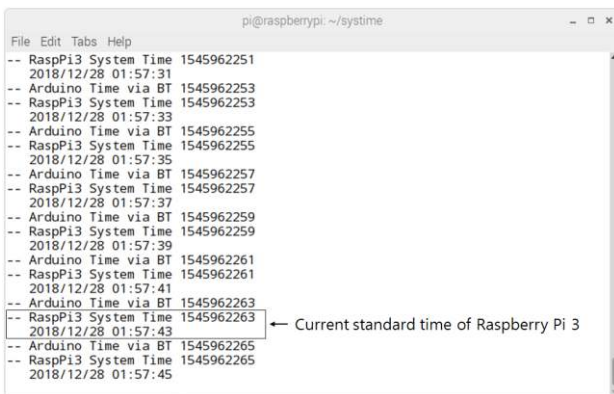 pi@raspberrypi: ~/systime
File Edit Tabs Help
-- RaspPi3 System Time 1545962251
2018/12/28 01:57:31
-- Arduino Time via BT 1545962253
-- RaspPi3 System Time 1545962253
2018/12/28 01:57:33
-- Arduino Time via BT 1545962255
-- RaspPi3 System Time 1545962255
2018/12/28 01:57:35
-- Arduino Time via BT 1545962257
-- RaspPi3 System Time 1545962257
2018/12/28 01:57:37
-- Arduino Time via BT 1545962259
-- RaspPi3 System Time 1545962259
2018/12/28 01:57:39
-- Arduino Time via BT 1545962261
-- RaspPi3 System Time 1545962261
2018/12/28 01:57:41
-- Arduino Time via BT 1545962263
-- RaspPi3 System Time 1545962263
2018/12/28 01:57:43
← Current standard time of Raspberry Pi 3
-- Arduino Time via BT 1545962265
-- RaspPi3 System Time 1545962265
2018/12/28 01:57:45